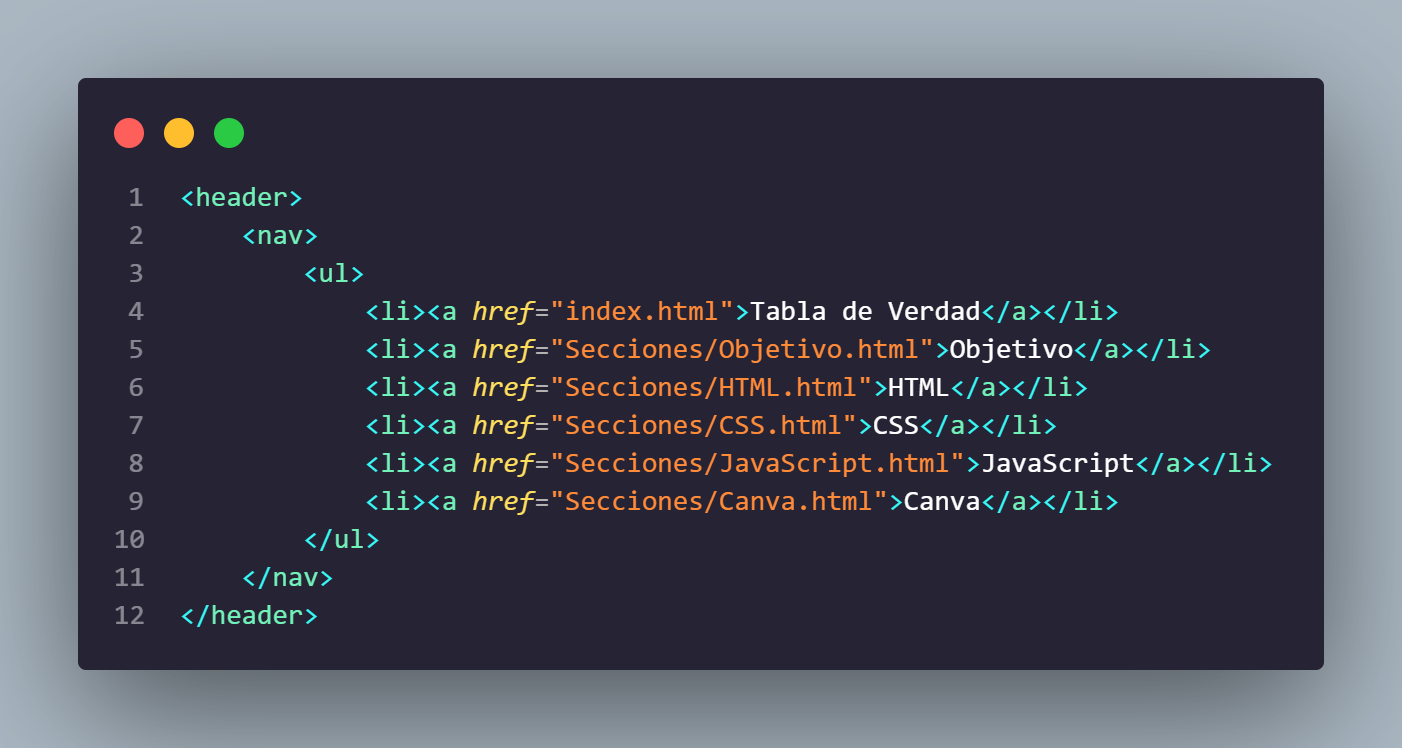 1 <header>
2     <nav>
3         <ul>
4             <li><a href="index.html">Tabla de Verdad</a></li>
5             <li><a href="Secciones/Objetivo.html">Objetivo</a></li>
6             <li><a href="Secciones/HTML.html">HTML</a></li>
7             <li><a href="Secciones/CSS.html">CSS</a></li>
8             <li><a href="Secciones/JavaScript.html">JavaScript</a></li>
9             <li><a href="Secciones/Canva.html">Canva</a></li>
10         </ul>
11     </nav>
12 </header>